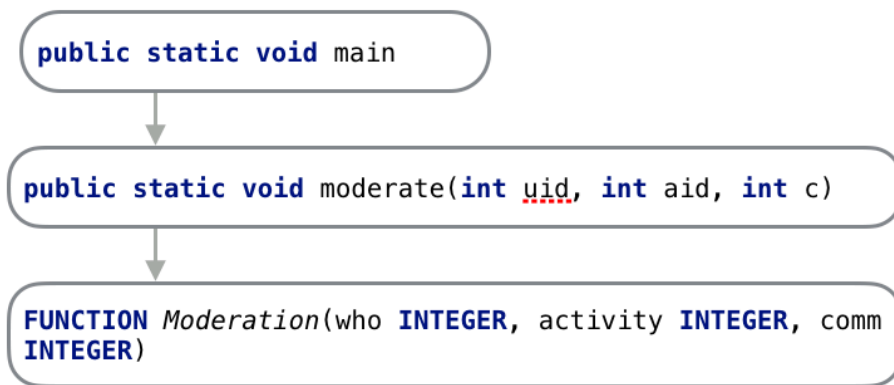 public static void main
public static void moderate(int uid, int aid, int c)
FUNCTION Moderation(who INTEGER, activity INTEGER, comm
INTEGER)